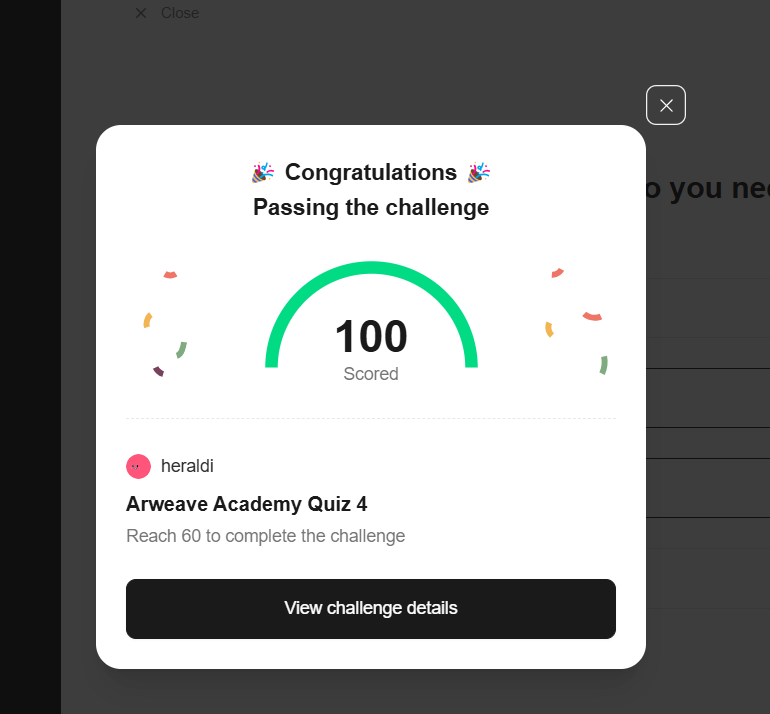 Close
Congratulations
Passing the challenge
o you nee
100
Scored
heraldi
Arweave Academy Quiz 4
Reach 60 to complete the challenge
View challenge details